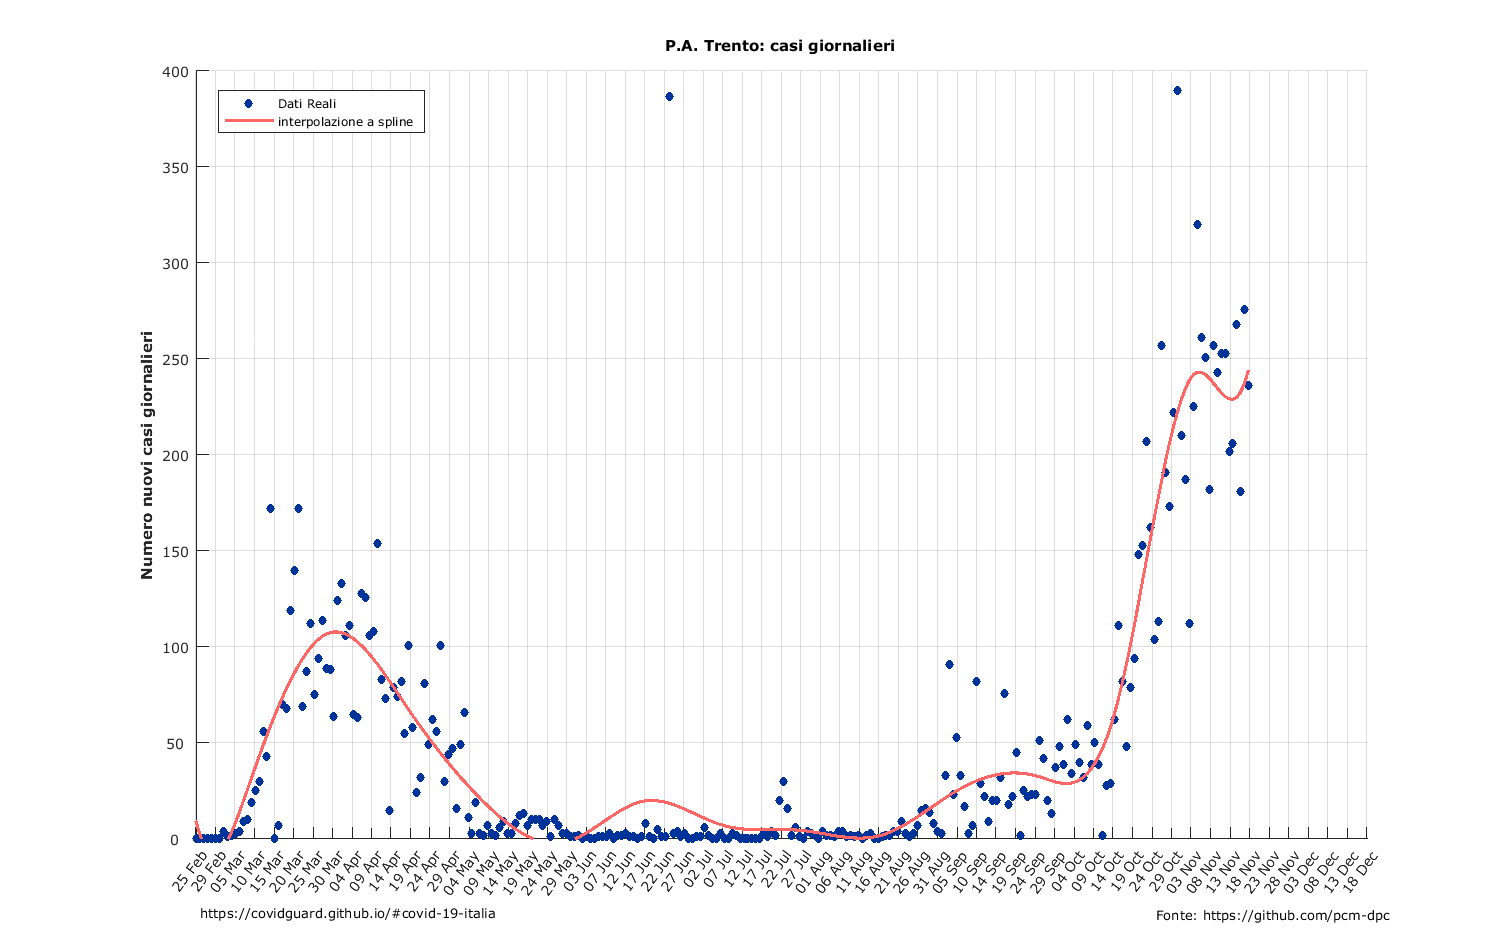 P.A. Trento: casi giornalieri
400
350
300
250
200
150
100
50
0
Dati Reali
interpolazione a spline
Numero nuovi casi giornalieri
25 Feb
29 Feb
05 Mar
10 Mar
15 Mar
20 Mar
25 Mar
30 Mar
04 Apr
09 Apr
14 Apr
19 Apr
24 Apr
29 Apr
04 May
09 May
14 May
19 May
24 May
29 May
03 Jun
07 Jun
12 Jun
17 Jun
22 Jun
27 Jun
02 Jul
07 Jul
12 Jul
17 Jul
22 Jul
27 Jul
01 Aug
06 Aug
11 Aug
16 Aug
21 Aug
26 Aug
31 Aug
05 Sep
10 Sep
14 Sep
19 Sep
24 Sep
29 Sep
04 Oct
09 Oct
14 Oct
19 Oct
24 Oct
29 Oct
03 Nov
08 Nov
13 Nov
18 Nov
23 Nov
28 Nov
03 Dec
08 Dec
13 Dec
18 Dec
https://covidguard.github.io/#covid-19-italia
Fonte: https://github.com/pcm-dpc